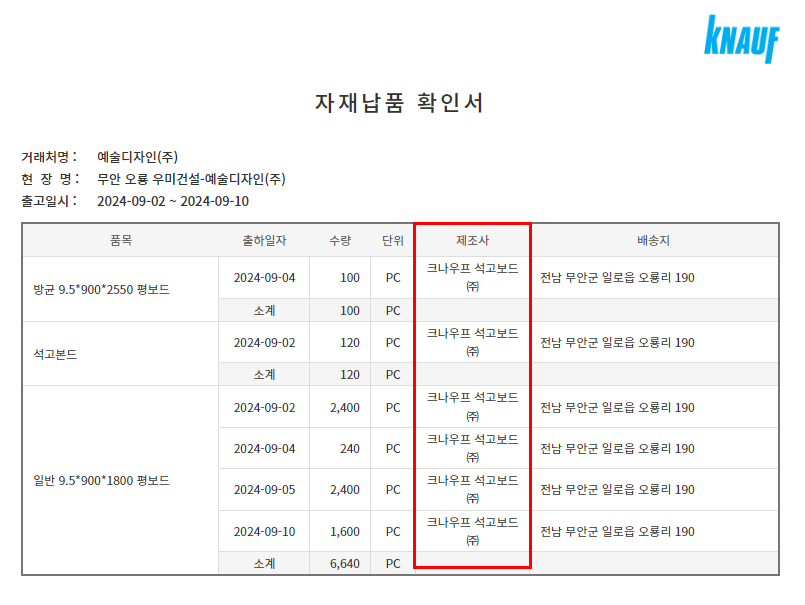 KNAUF
자재납품 확인서
거래처명 : 예술디자인(주)
현 장 명 : 무안 오룡 우미건설-예술디자인(주)
출고일시 : 2024-09-02 ~ 2024-09-10
품목 출하일자 수량 단위 제조사 배송지
방균 9.5*900*2550 평보드 2024-09-04 100 PC 크나우프 석고보드 ㈜ 전남 무안군 일로읍 오룡리 190
소계 100 PC
석고본드 2024-09-02 120 PC 크나우프 석고보드 ㈜ 전남 무안군 일로읍 오룡리 190
소계 120 PC
일반 9.5*900*1800 평보드 2024-09-02 2,400 PC 크나우프 석고보드 ㈜ 전남 무안군 일로읍 오룡리 190
2024-09-04 240 PC 크나우프 석고보드 ㈜ 전남 무안군 일로읍 오룡리 190
2024-09-05 2,400 PC 크나우프 석고보드 ㈜ 전남 무안군 일로읍 오룡리 190
2024-09-10 1,600 PC 크나우프 석고보드 ㈜ 전남 무안군 일로읍 오룡리 190
소계 6,640 PC